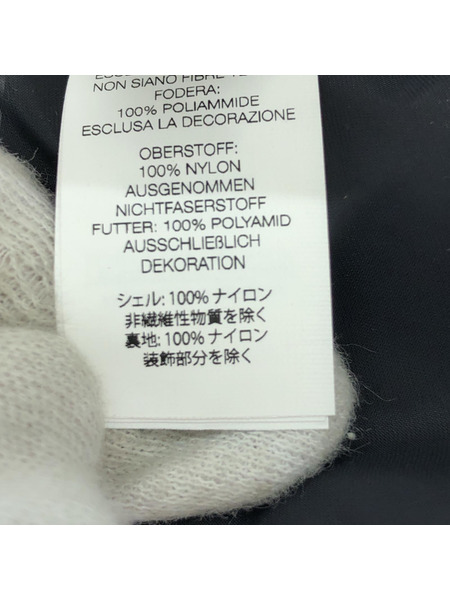 NON SIANO FIBRE
FODERA:
100% POLIAMMIDE
ESCLUSA LA DECORAZIONE
OBERSTOFF:
100% NYLON
AUSGENOMMEN
NICHTFASERSTOFF
FUTTER: 100% POLYAMID
AUSSCHLIEßLICH
DEKORATION
シェル: 100% ナイロン
非繊維性物質を除く
裏地: 100% ナイロン
装飾部分を除く